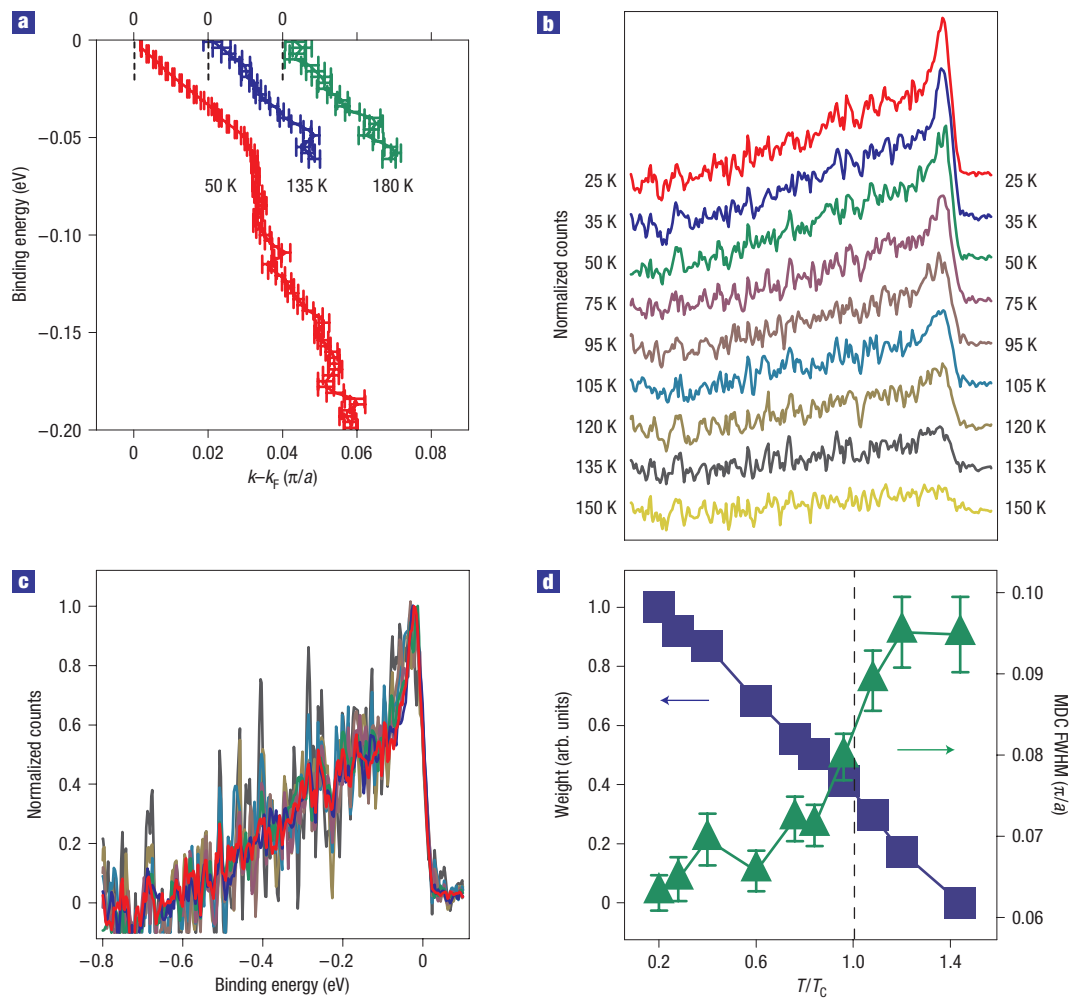 a
0 0 0
0
−0.05
−0.10
−0.15
−0.20
Binding energy (eV)
50 K 135 K 180 K
0 0.02 0.04 0.06 0.08
k–kF (π/a)
b
Normalized counts
25 K 25 K
35 K 35 K
50 K 50 K
75 K 75 K
95 K 95 K
105 K 105 K
120 K 120 K
135 K 135 K
150 K 150 K
c
1.0
0.8
0.6
0.4
0.2
0
Normalized counts
−0.8 −0.6 −0.4 −0.2 0
Binding energy (eV)
d
1.0
0.8
0.6
0.4
0.2
0
Weight (arb. units)
0.10
0.09
0.08
0.07
0.06
MDC FWHM (π/a)
0.2 0.6 1.0 1.4
T/TC